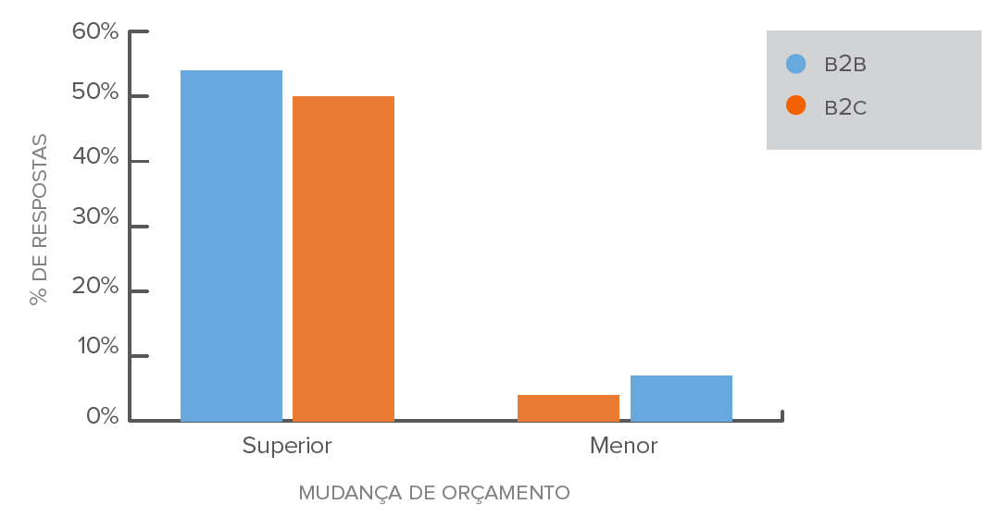 60%
50%
40%
30%
20%
10%
0%
% DE RESPOSTAS
Superior
Menor
MUDANÇA DE ORÇAMENTO
B2B
B2C